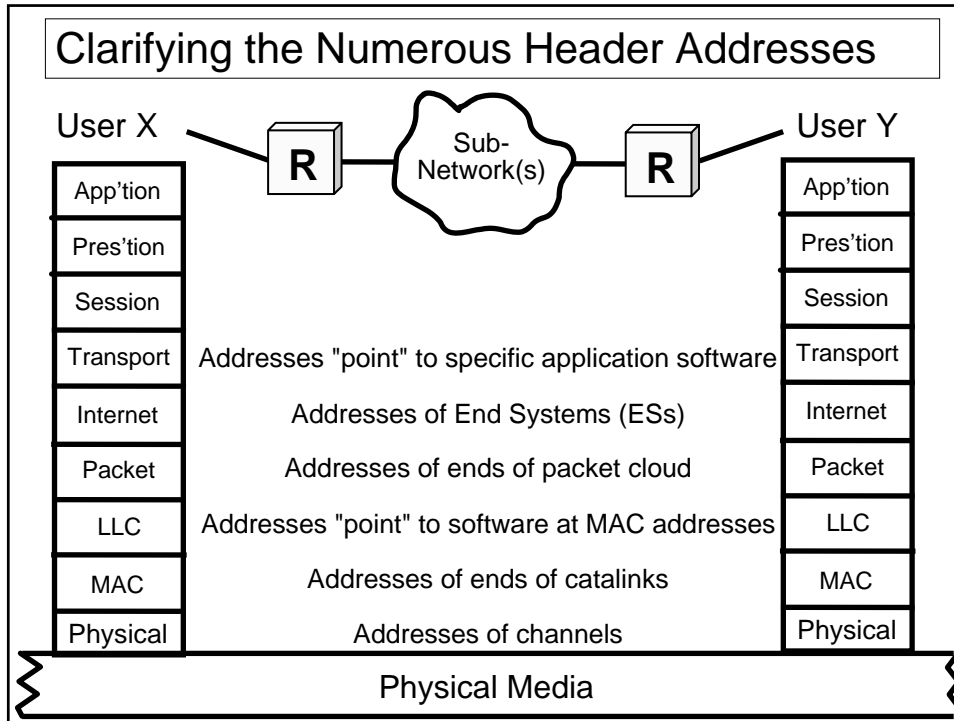 Clarifying the Numerous Header Addresses
User X
R
Sub-
Network(s)
R
User Y
App'tion
App'tion
Pres'tion
Pres'tion
Session
Session
Transport
Addresses "point" to specific application software
Transport
Internet
Addresses of End Systems (ESs)
Internet
Packet
Addresses of ends of packet cloud
Packet
LLC
Addresses "point" to software at MAC addresses
LLC
MAC
Addresses of ends of catalinks
MAC
Physical
Addresses of channels
Physical
Physical Media